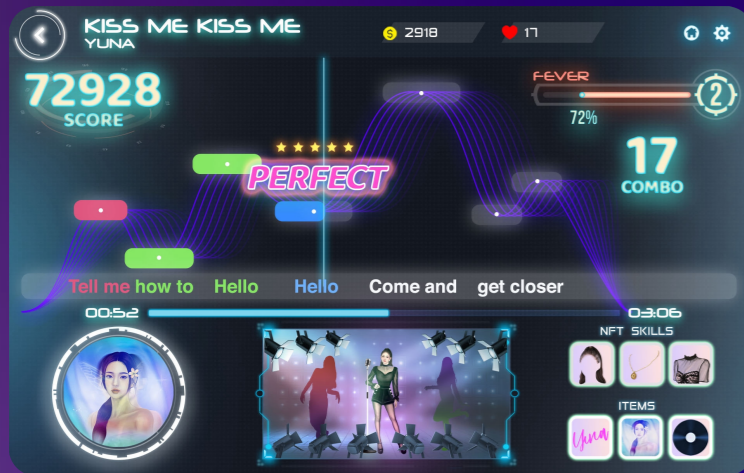 KISS ME KISS ME
YUNA
2918
17
72928
SCORE
FEVER
2
72%
17
COMBO
PERFECT
Tell me how to Hello Hello Come and get closer
00:52
03:06
NFT SKILLS
ITEMS
Yuna